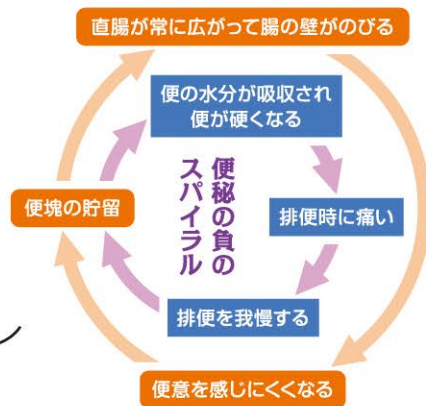 直腸が常に広がって腸の壁がのびる
便の水分が吸収され
便が硬くなる
便秘の負の
スパイラル
便塊の貯留
排便時に痛い
排便を我慢する
便意を感じにくくなる